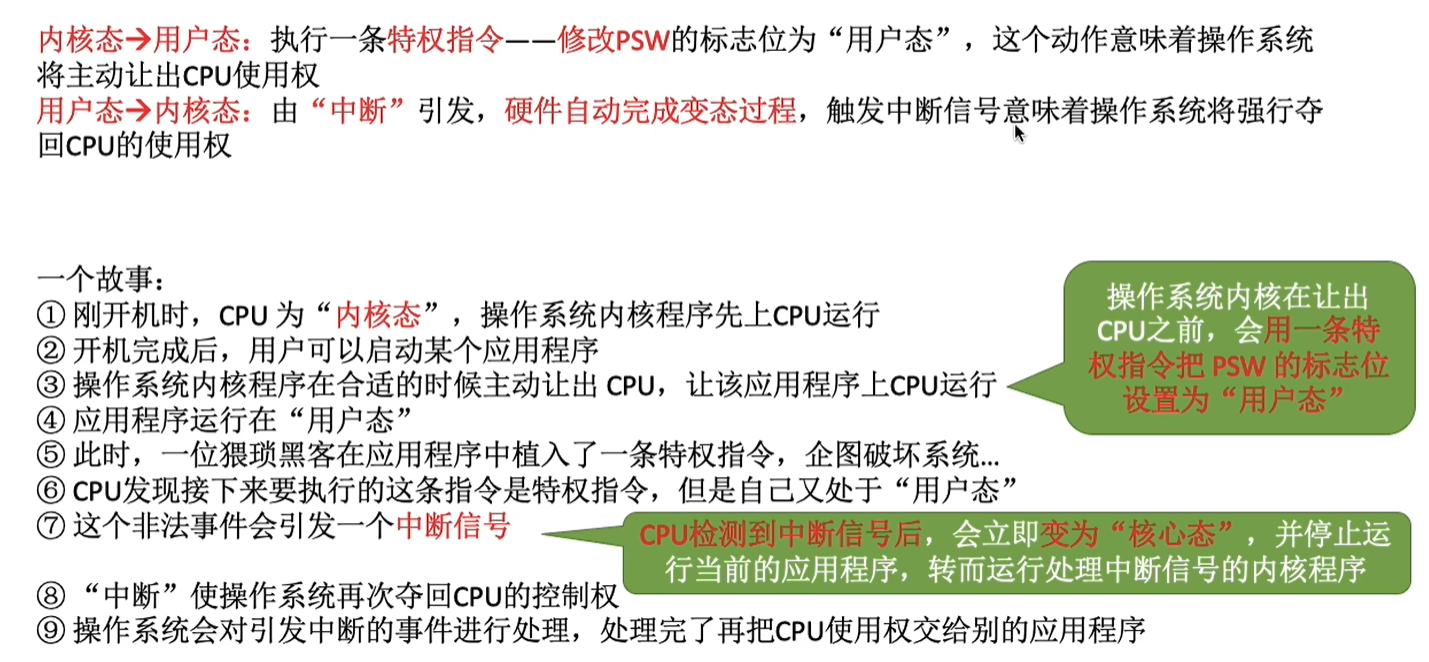 内核态→用户态：执行一条特权指令——修改PSW的标志位为“用户态”，这个动作意味着操作系统
将主动让出CPU使用权
用户态→内核态：由“中断”引发，硬件自动完成变态过程，触发中断信号意味着操作系统将强行夺
回CPU的使用权
一个故事：
① 刚开机时，CPU 为“内核态”，操作系统内核程序先上CPU运行
② 开机完成后，用户可以启动某个应用程序
③ 操作系统内核程序在合适的时候主动让出 CPU，让该应用程序上CPU运行
操作系统内核在让出
CPU之前，会用一条特
权指令把 PSW 的标志位
设置为“用户态”
④ 应用程序运行在“用户态”
⑤ 此时，一位猥琐黑客在应用程序中植入了一条特权指令，企图破坏系统...
⑥ CPU发现接下来要执行的这条指令是特权指令，但是自己又处于“用户态”
⑦ 这个非法事件会引发一个中断信号
CPU检测到中断信号后，会立即变为“核心态”，并停止运
行当前的应用程序，转而运行处理中断信号的内核程序
⑧ “中断”使操作系统再次夺回CPU的控制权
⑨ 操作系统会对引发中断的事件进行处理，处理完了再把CPU使用权交给别的应用程序